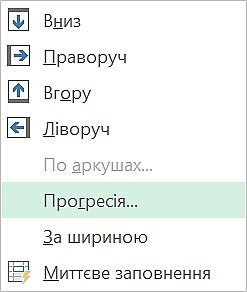 Вниз
Праворуч
Вгору
Ліворуч
По аркушах...
Прогресія...
За шириною
Миттєве заповнення